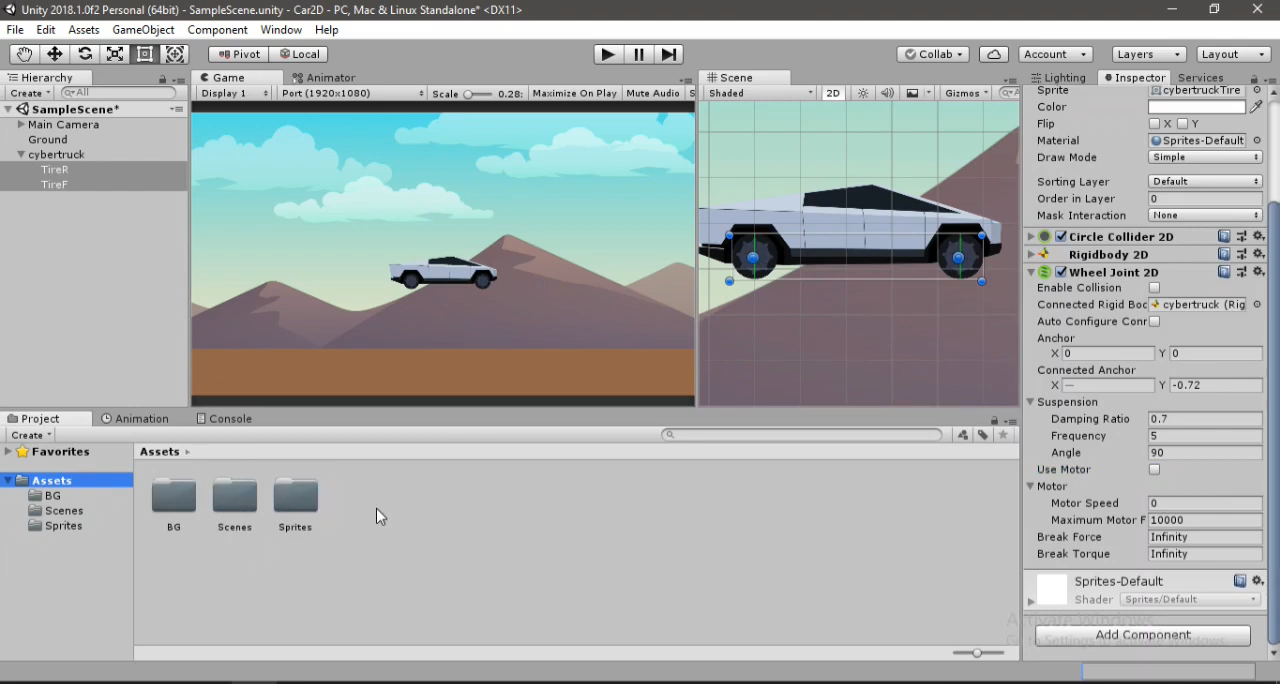 Unity 2018.1.0f2 Personal (64bit) - SampleScene.unity - Car2D - PC, Mac & Linux Standalone* <DX11>
File Edit Assets GameObject Component Window Help
Pivot Local Collab Account Layers Layout
Hierarchy Game Animator Scene Lighting Inspector Services
Create All Display 1 Port (1920x1080) Scale 0.28: Maximize On Play Mute Audio S Shaded 2D Gizmos
Sprite cybertruckTire
SampleScene* Color
Main Camera Flip X Y
Ground Material Sprites-Default
cybertruck Draw Mode Simple
TireR
TireF Sorting Layer Default
Order in Layer 0
Mask Interaction None
Circle Collider 2D
Rigidbody 2D
Wheel Joint 2D
Enable Collision
Connected Rigid Boc cybertruck (Rig
Auto Configure Conr
Anchor
X 0 Y 0
Connected Anchor
X — Y -0.72
Suspension
Project Animation Console Damping Ratio 0.7
Create Frequency 5
Favorites Assets Angle 90
Use Motor
Assets Motor
BG Motor Speed 0
Scenes Maximum Motor F 10000
Sprites BG Scenes Sprites Break Force Infinity
Break Torque Infinity
Sprites-Default
Shader Sprites/Default
Activate Windows
Add Component